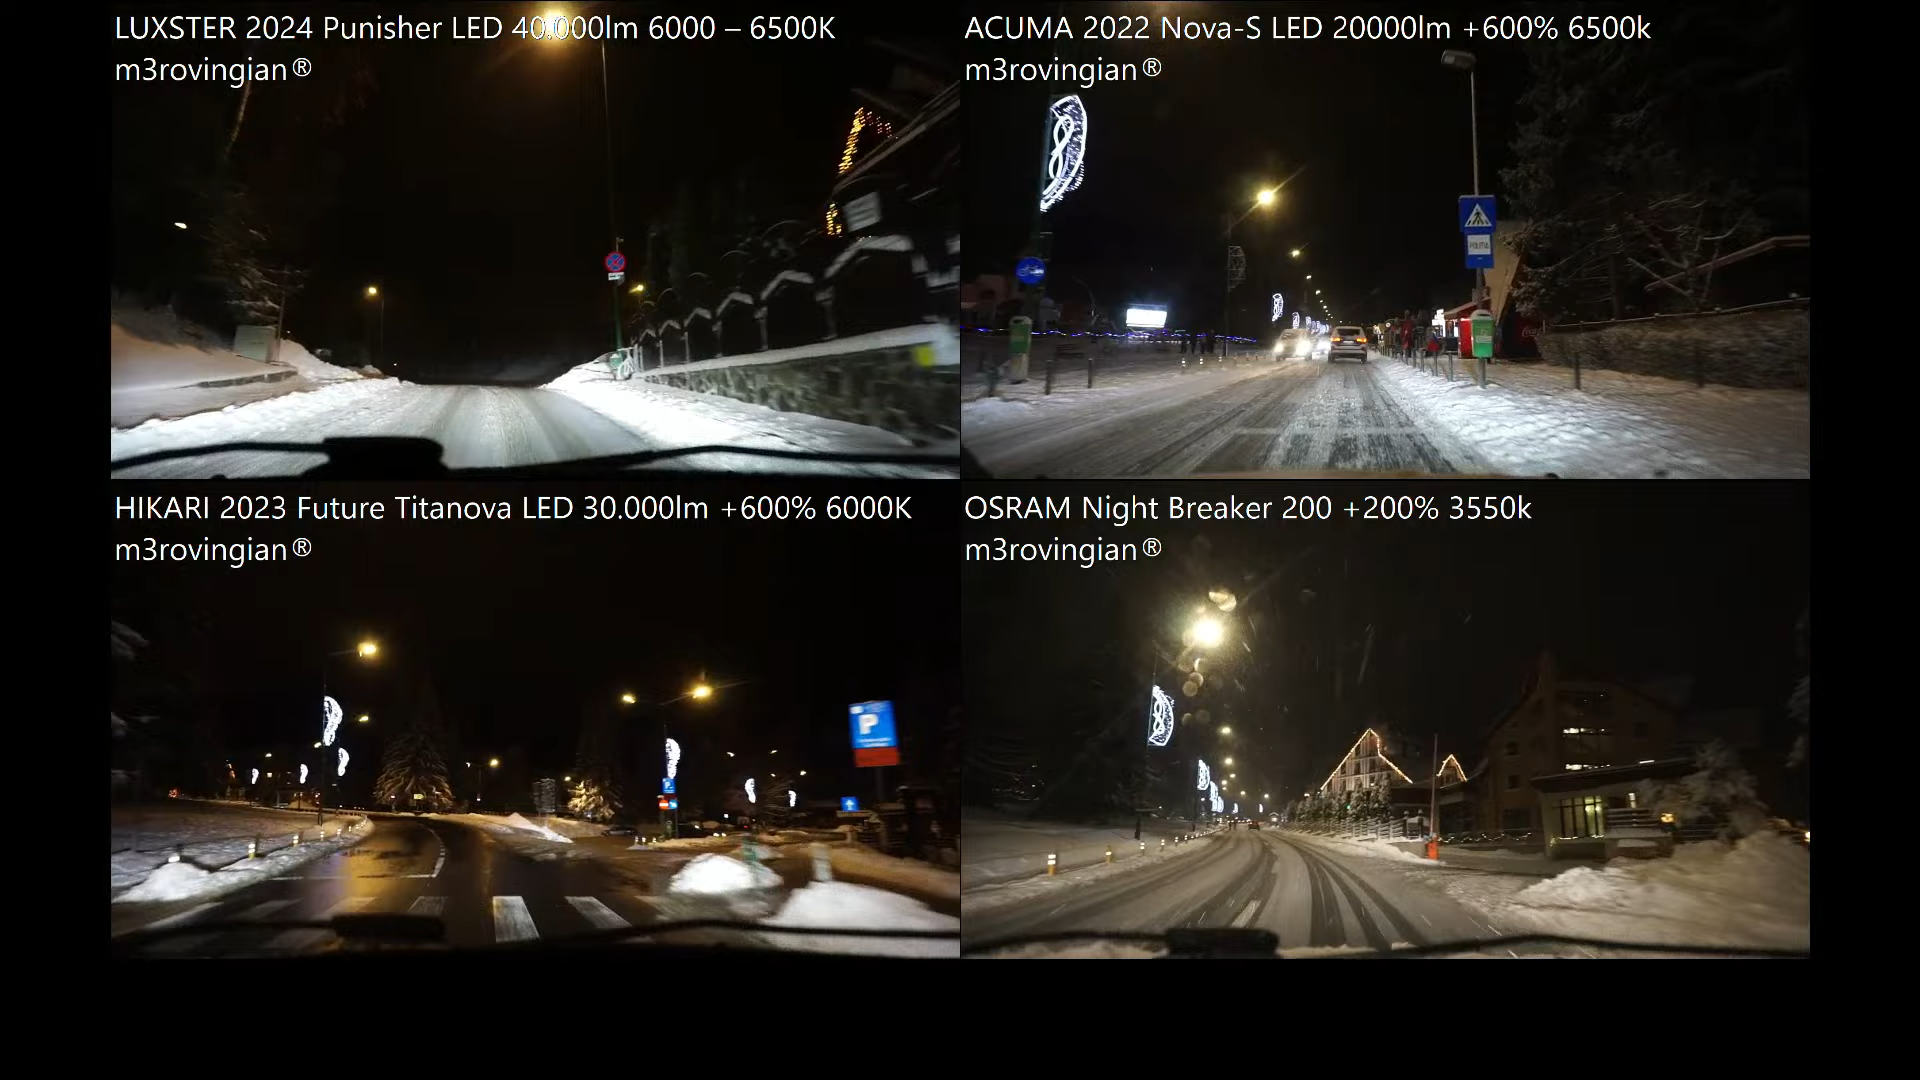 LUXSTER 2024 Punisher LED 40.000lm 6000 – 6500K
m3rovingian®
ACUMA 2022 Nova-S LED 20000lm +600% 6500k
m3rovingian®
POLITIA
HIKARI 2023 Future Titanova LED 30.000lm +600% 6000K
m3rovingian®
P
OSRAM Night Breaker 200 +200% 3550k
m3rovingian®